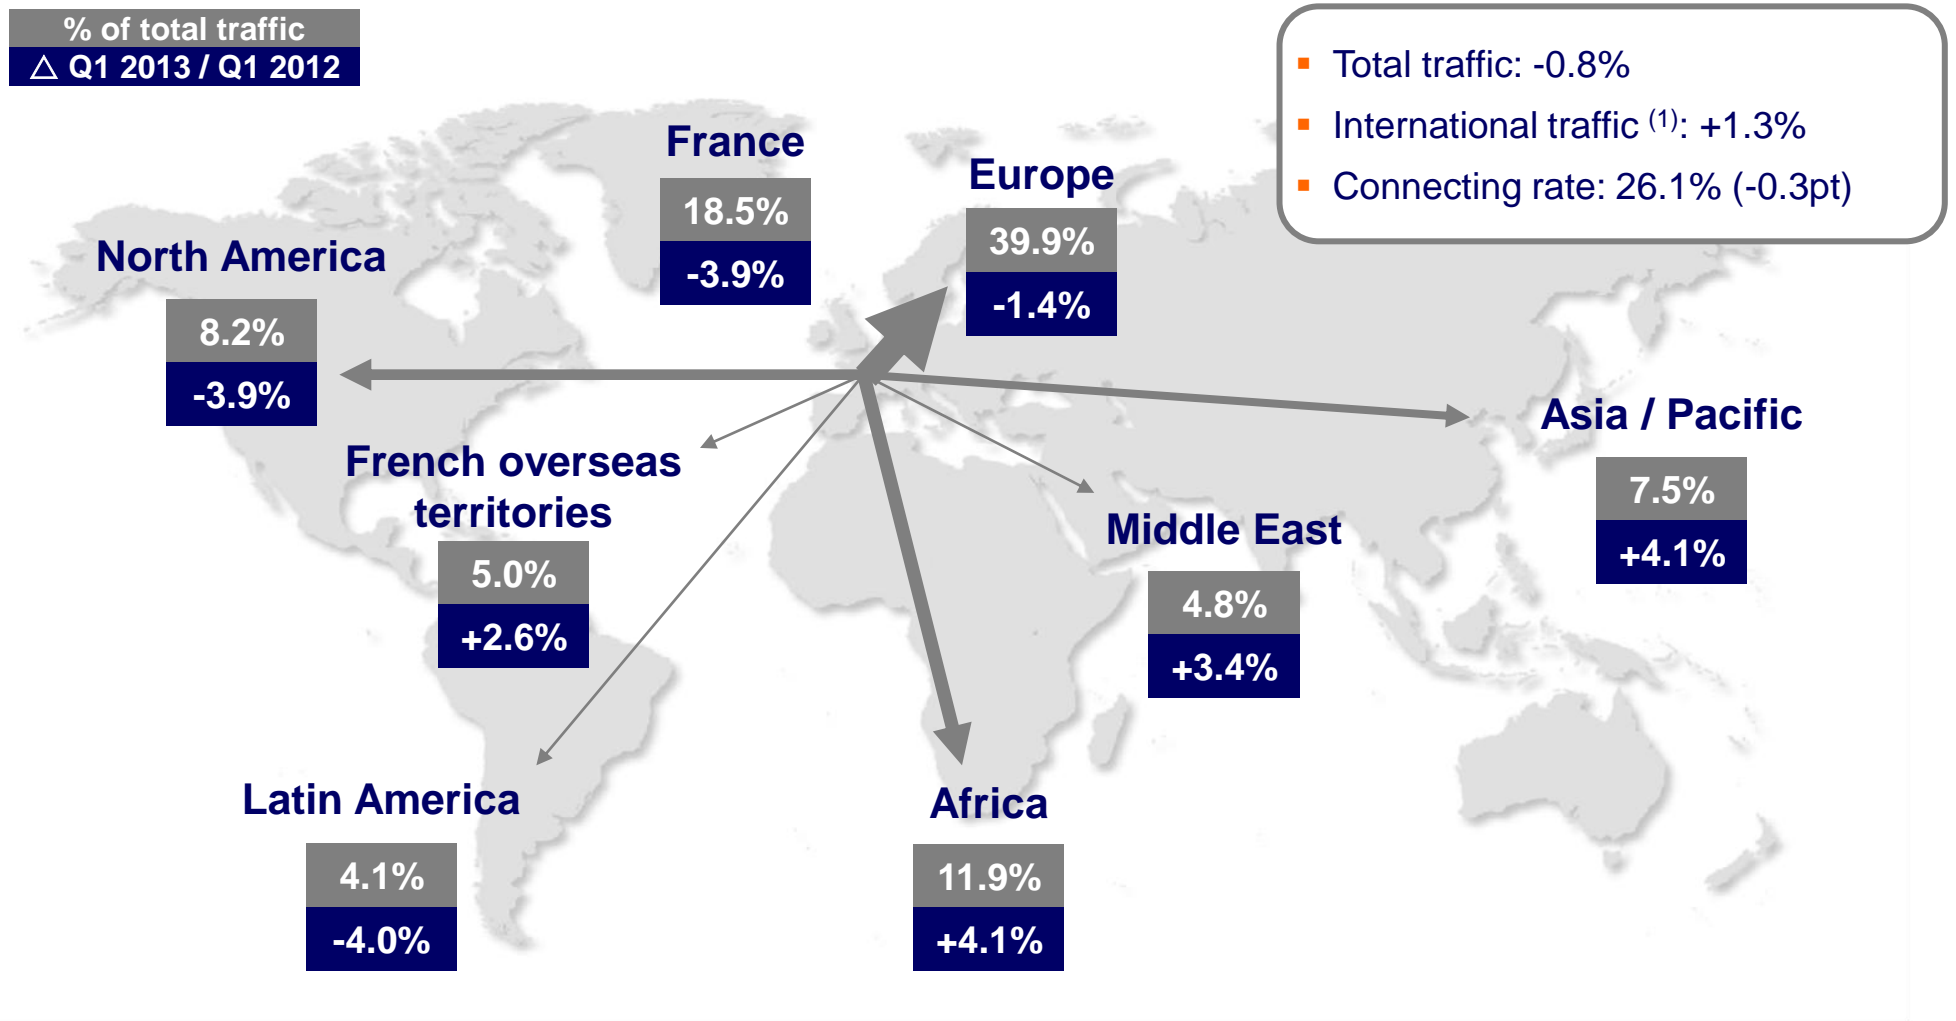 % of total traffic
△ Q1 2013 / Q1 2012
Total traffic: -0.8%
International traffic (1): +1.3%
Connecting rate: 26.1% (-0.3pt)
France
18.5%
-3.9%
Europe
39.9%
-1.4%
North America
8.2%
-3.9%
Asia / Pacific
7.5%
+4.1%
French overseas
territories
5.0%
+2.6%
Middle East
4.8%
+3.4%
Latin America
4.1%
-4.0%
Africa
11.9%
+4.1%